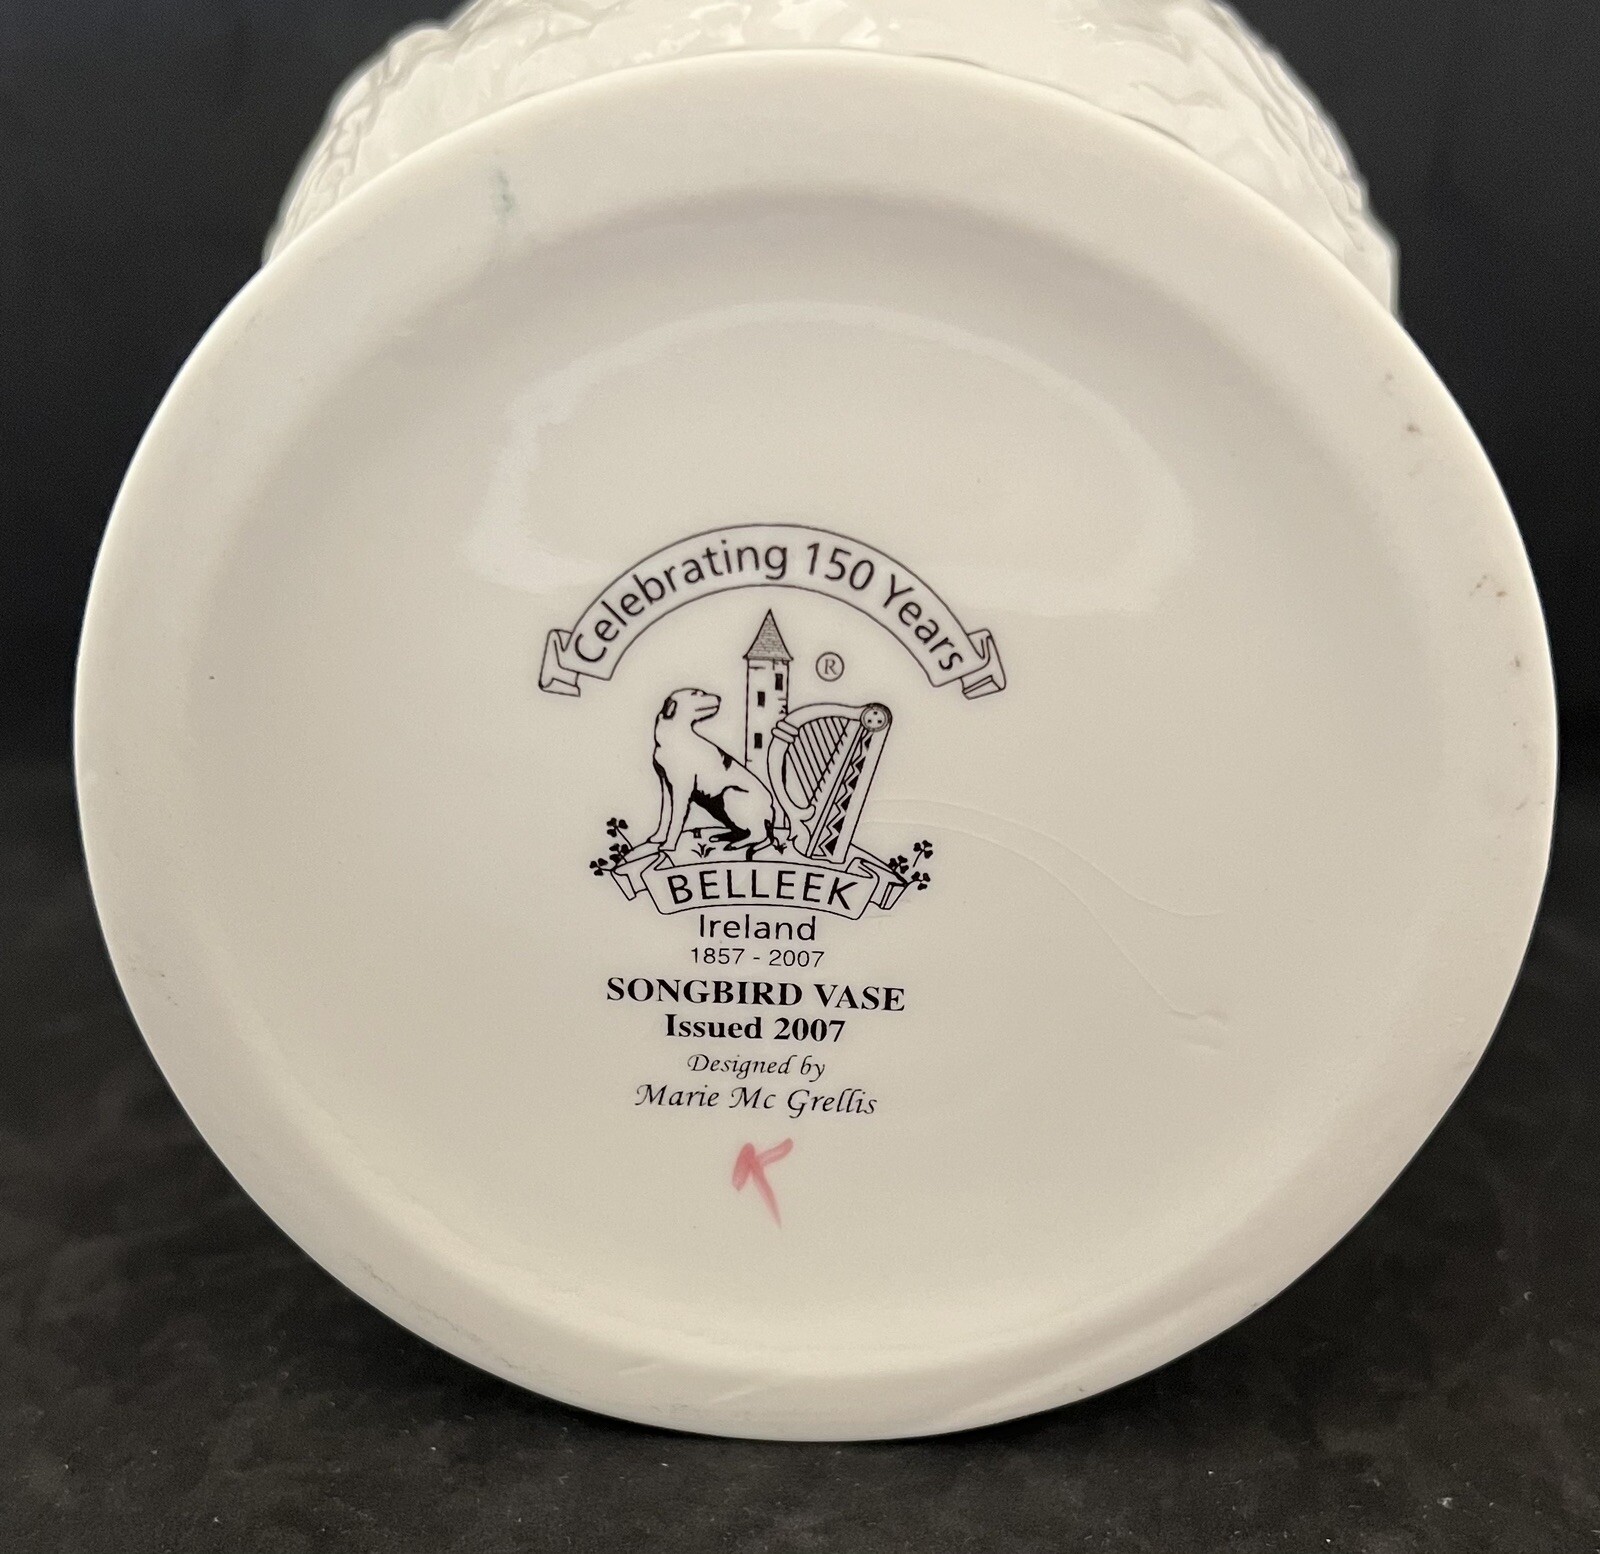 Celebrating 150 Years
®
BELLEEK
Ireland
1857 - 2007
SONGBIRD VASE
Issued 2007
Designed by
Marie Mc Grellis